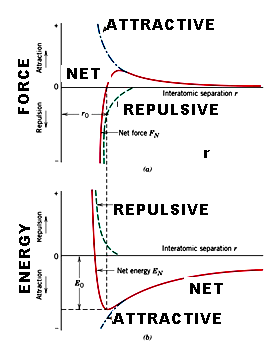 ATTRACTIVE
+
Attraction
NET
FORCE
0
Interatomic separation r
Repulsion
r0
REPULSIVE
Net force FN
r
–
(a)
+
REPULSIVE
Repulsion
ENERGY
Interatomic separation r
0
Net energy EN
E0
NET
Attraction
ATTRACTIVE
–
(b)